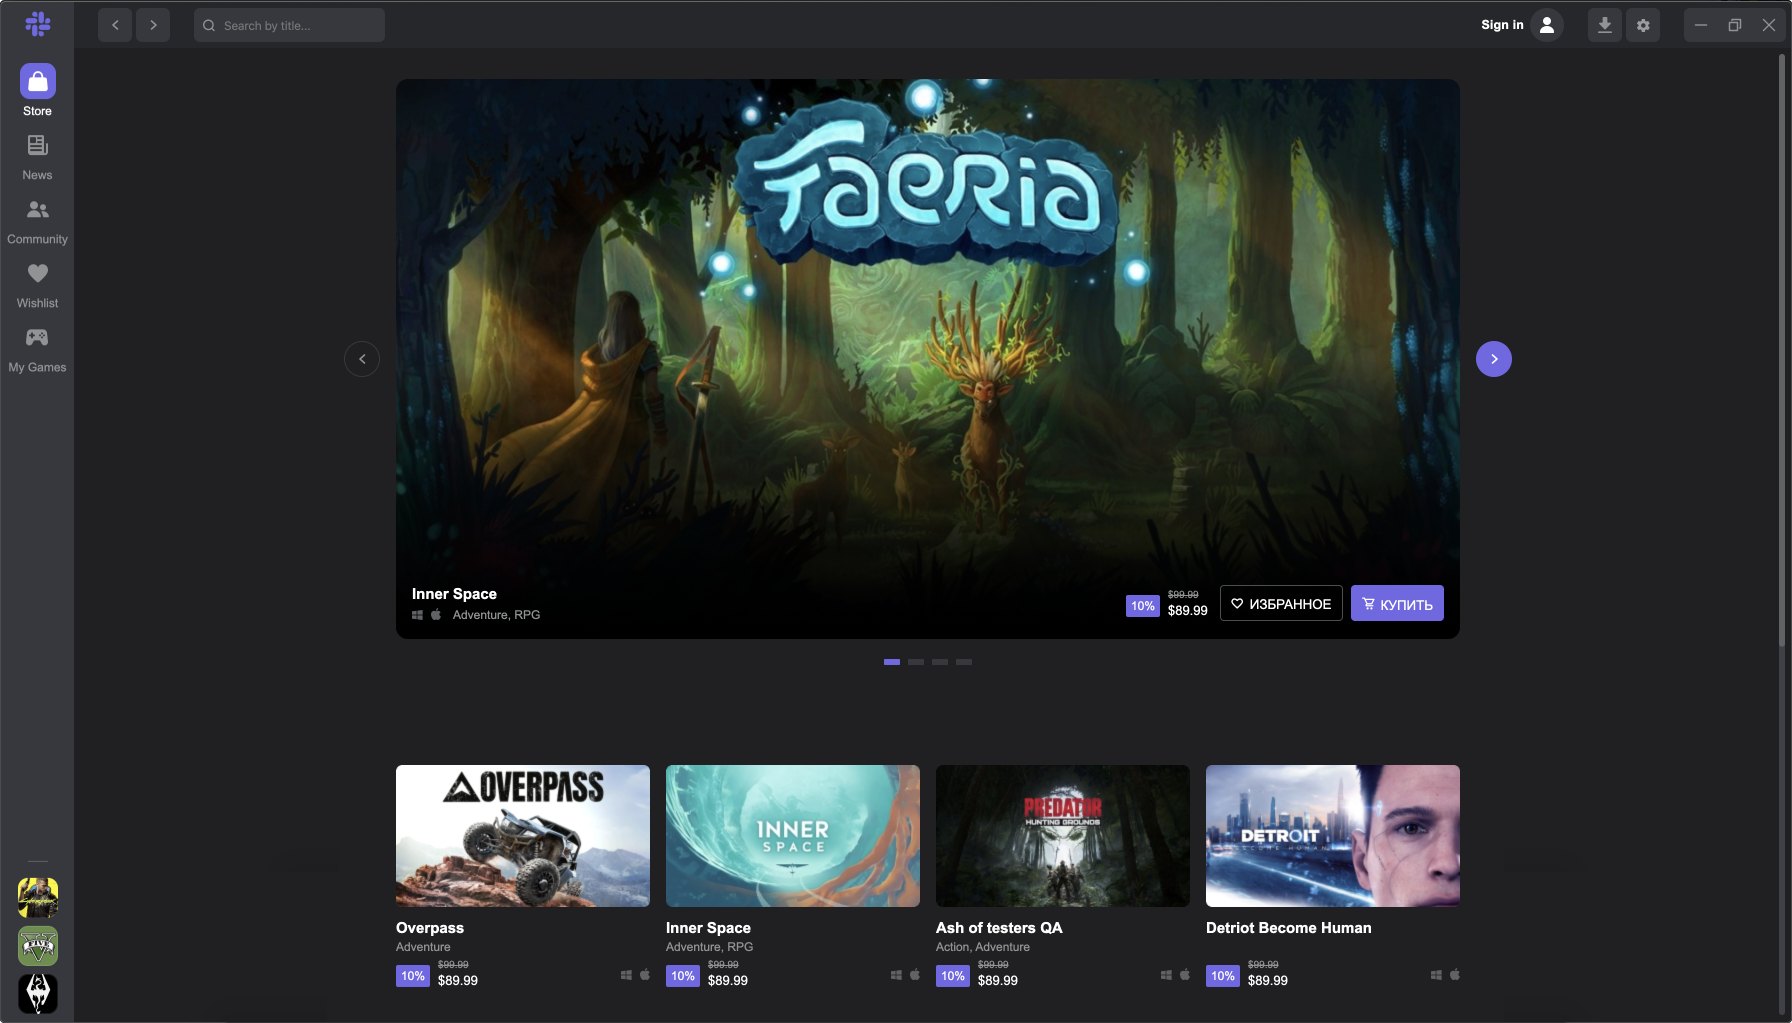 Search by title...
Sign in
Store
News
Community
Wishlist
My Games
Faeria
Inner Space
Adventure, RPG
10%
$99.99
$89.99
ИЗБРАННОЕ
КУПИТЬ
OVERPASS
Overpass
Adventure
10%
$99.99
$89.99
INNER
SPACE
Inner Space
Adventure, RPG
10%
$99.99
$89.99
PREDATOR
HUNTING GROUNDS
Ash of testers QA
Action, Adventure
10%
$99.99
$89.99
DETROIT
BECOME HUMAN
Detriot Become Human
10%
$99.99
$89.99
FIVE